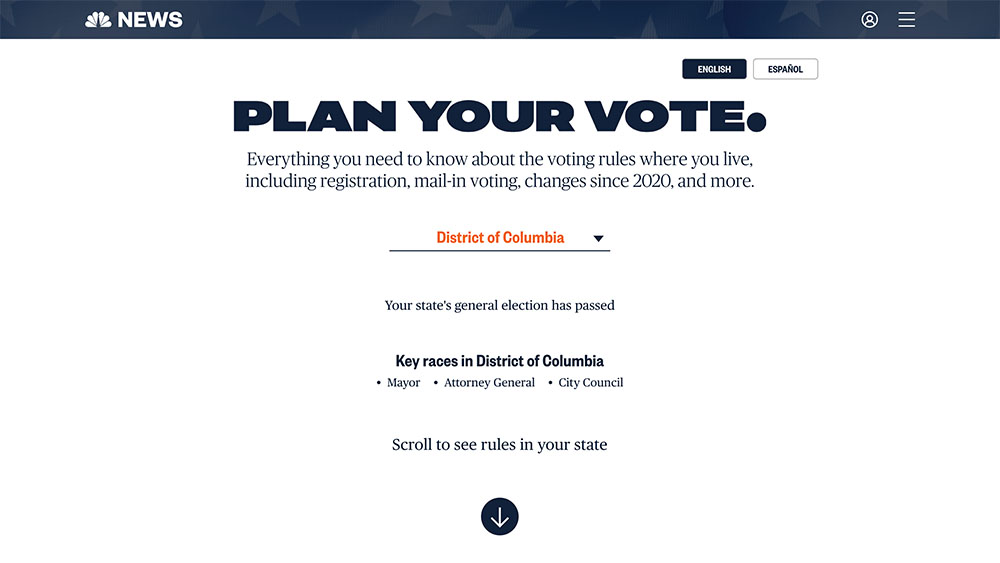 NEWS
ENGLISH ESPAÑOL
PLAN YOUR VOTE.
Everything you need to know about the voting rules where you live,
including registration, mail-in voting, changes since 2020, and more.
District of Columbia
Your state's general election has passed
Key races in District of Columbia
• Mayor • Attorney General • City Council
Scroll to see rules in your state